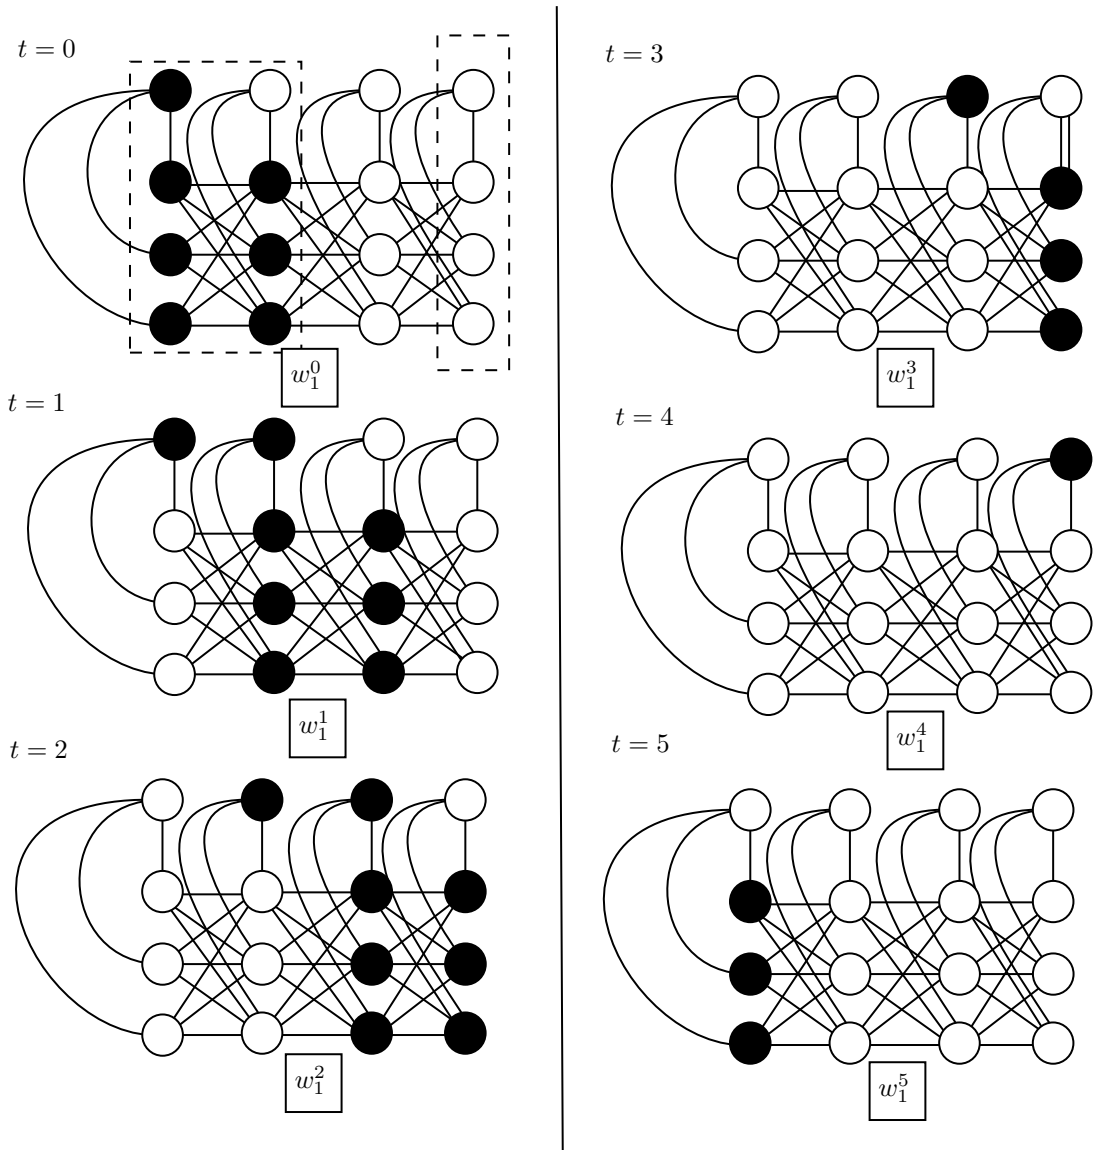 t = 0
w_1^0
t = 1
w_1^1
t = 2
w_1^2
t = 3
w_1^3
t = 4
w_1^4
t = 5
w_1^5